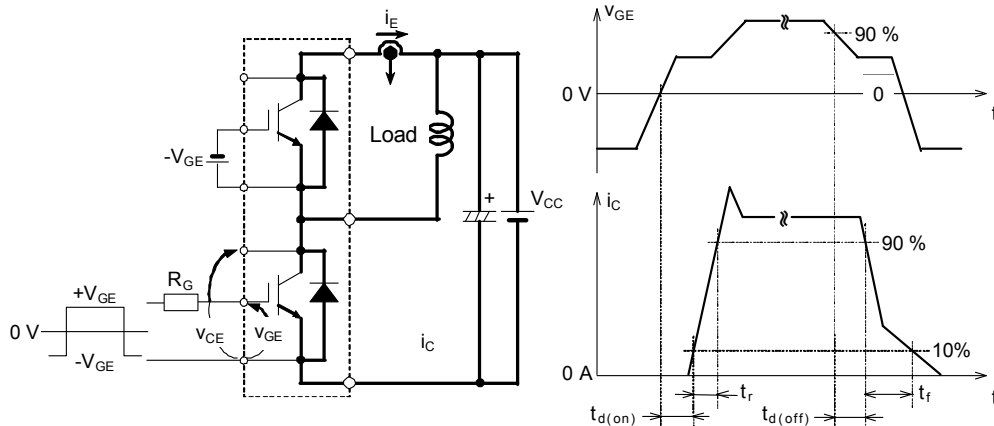 i_E
Load
-V_GE
+
V_CC
R_G
+V_GE
0 V
-V_GE
v_CE
v_GE
i_C
v_GE
90 %
0 V
0
t
i_C
90 %
10%
0 A
t_r
t_f
t
t_d(on)
t_d(off)